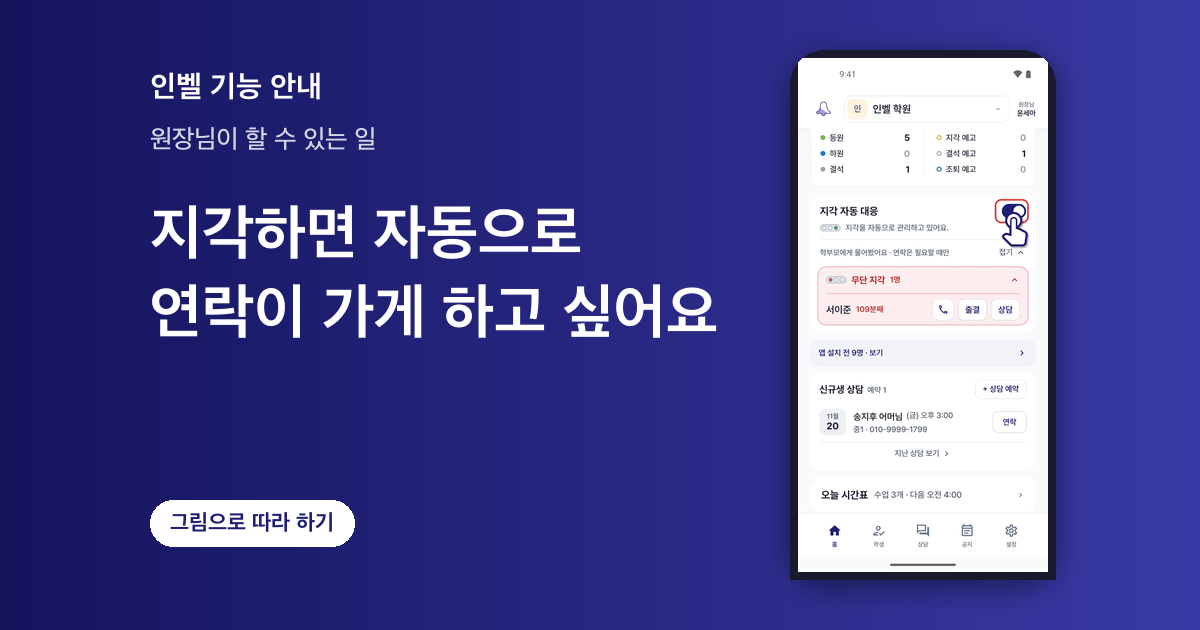 인벨 기능 안내
원장님이 할 수 있는 일
지각하면 자동으로
연락이 가게 하고 싶어요
그림으로 따라 하기
9:41
인 인벨 학원
원장님
윤세아
등원 5 지각 예고 0
하원 0 결석 예고 1
결석 1 조퇴 예고 0
지각 자동 대응
지각을 자동으로 관리하고 있어요.
학부모에게 물어봤어요 · 연락은 필요할 때만 접기
무단 지각 1명
서이준 109분째 출결 상담
앱 설치 전 9명 · 보기
신규생 상담 예약 1 + 상담 예약
11월
20
송지후 어머님 (금) 오후 3:00
중1 · 010-9999-1799
연락
지난 상담 보기
오늘 시간표 수업 3개 · 다음 오전 4:00
홈 학생 상담 공지 설정